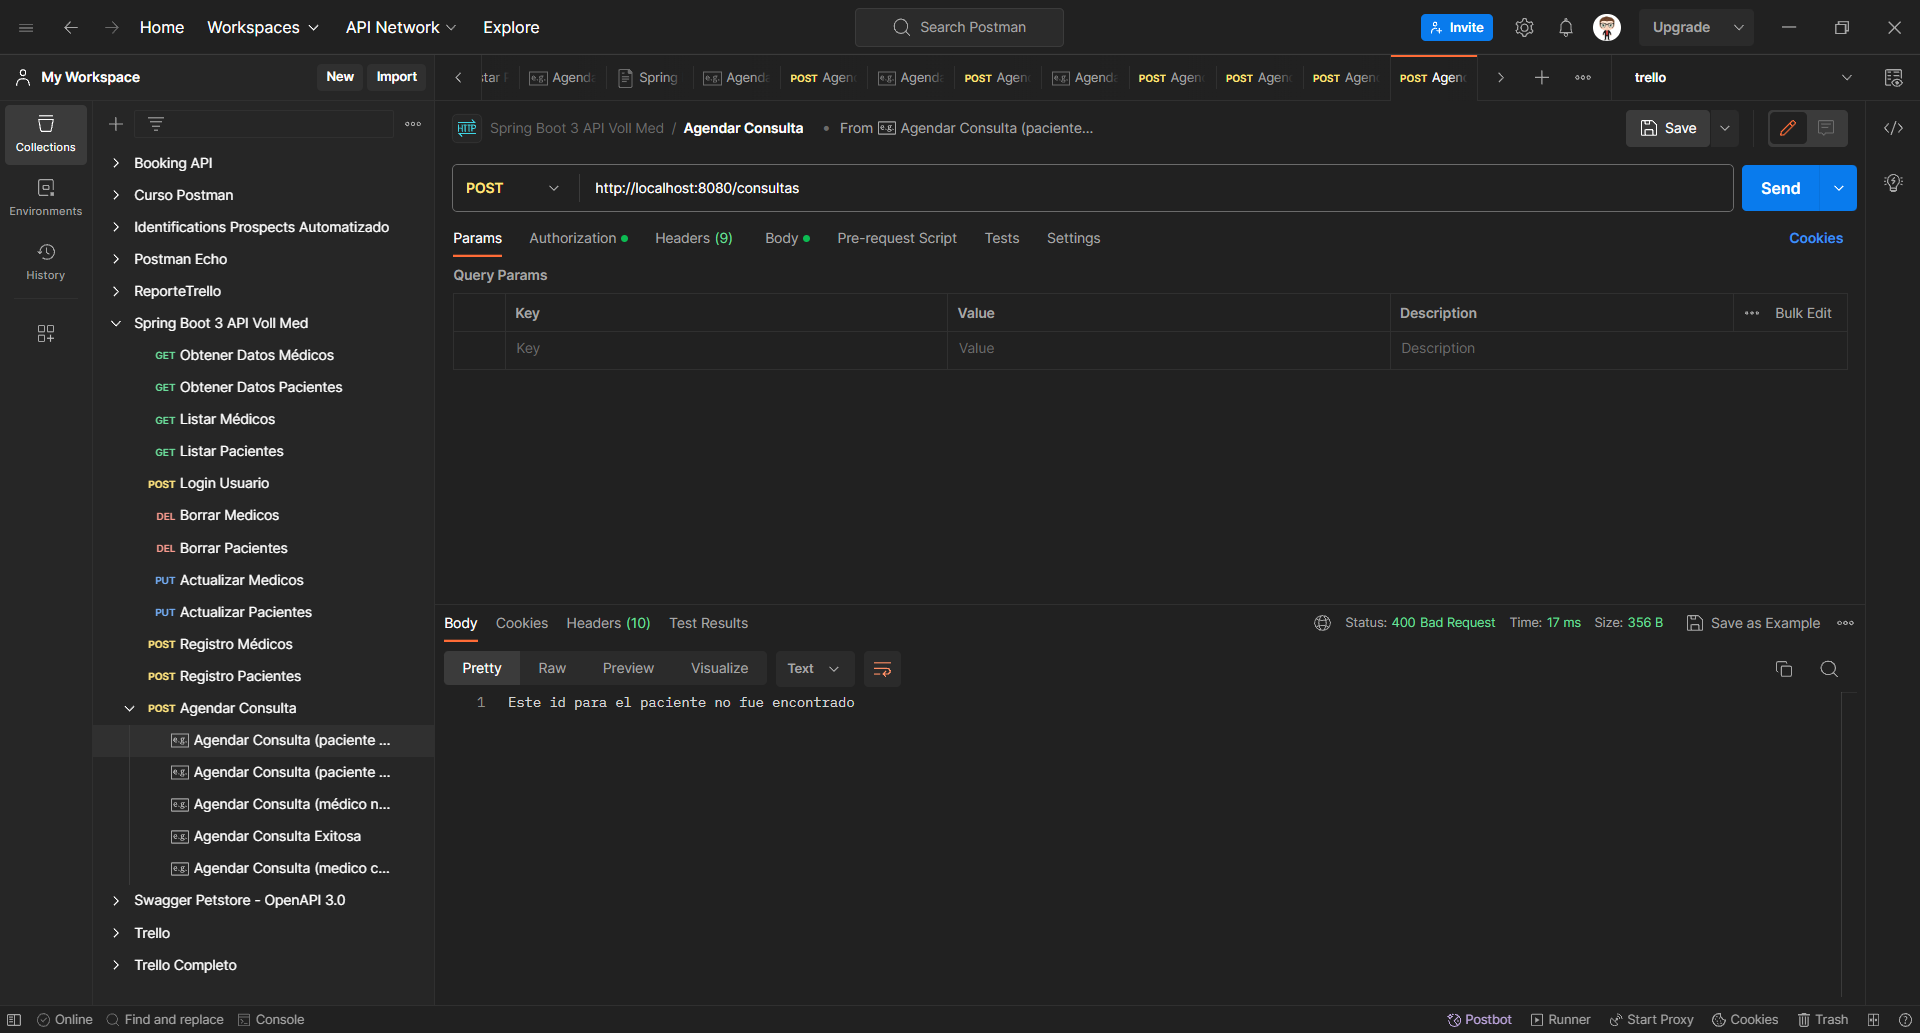 Home Workspaces API Network Explore Search Postman Invite Upgrade
My Workspace New Import
e.g. Agenda Spring e.g. Agenda POST Agen e.g. Agenda POST Agen e.g. Agenda POST Agen POST Agen POST Agen POST Agen trello
Collections
Environments
History
Booking API
Curso Postman
Identifications Prospects Automatizado
Postman Echo
ReporteTrello
Spring Boot 3 API Voll Med
GET Obtener Datos Médicos
GET Obtener Datos Pacientes
GET Listar Médicos
GET Listar Pacientes
POST Login Usuario
DEL Borrar Medicos
DEL Borrar Pacientes
PUT Actualizar Medicos
PUT Actualizar Pacientes
POST Registro Médicos
POST Registro Pacientes
POST Agendar Consulta
e.g. Agendar Consulta (paciente ...
e.g. Agendar Consulta (paciente ...
e.g. Agendar Consulta (médico n...
e.g. Agendar Consulta Exitosa
e.g. Agendar Consulta (medico c...
Swagger Petstore - OpenAPI 3.0
Trello
Trello Completo
HTTP Spring Boot 3 API Voll Med / Agendar Consulta • From e.g. Agendar Consulta (paciente... Save
POST http://localhost:8080/consultas Send
Params Authorization Headers (9) Body Pre-request Script Tests Settings Cookies
Query Params
Key Value Description Bulk Edit
Key Value Description
Body Cookies Headers (10) Test Results Status: 400 Bad Request Time: 17 ms Size: 356 B Save as Example
Pretty Raw Preview Visualize Text
1 Este id para el paciente no fue encontrado
Online Find and replace Console Postbot Runner Start Proxy Cookies Trash